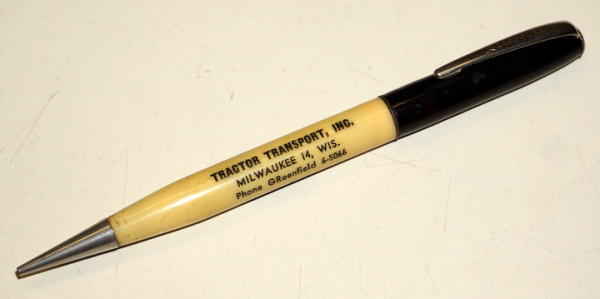 TRACTOR TRANSPORT, INC.
MILWAUKEE 14, WIS.
Phone GReenfield 6-5066